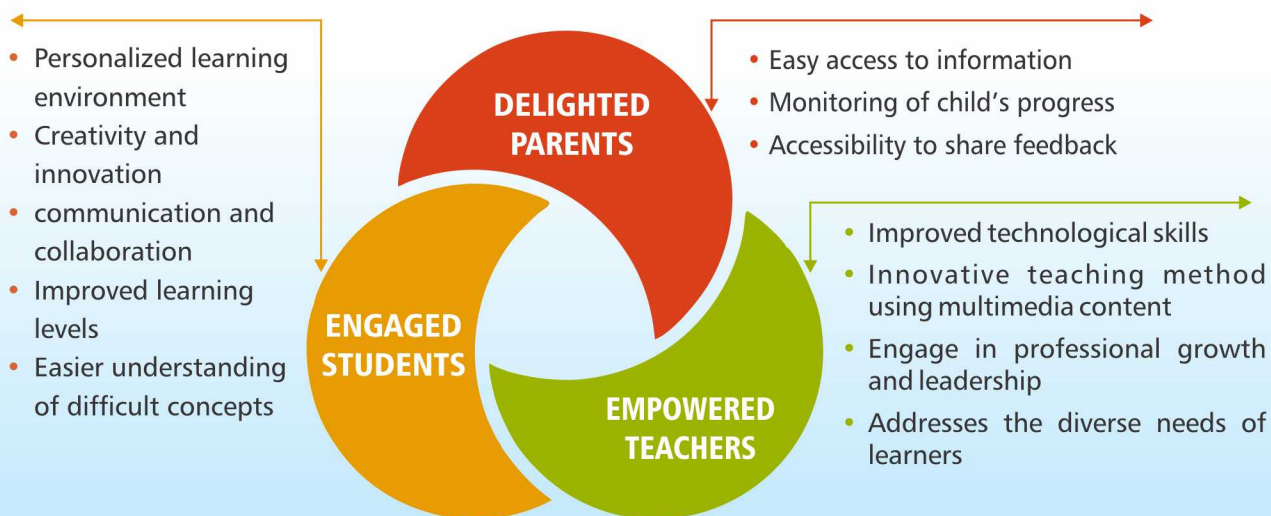 • Personalized learning
environment
• Creativity and
innovation
• communication and
collaboration
• Improved learning
levels
• Easier understanding
of difficult concepts
DELIGHTED
PARENTS
• Easy access to information
• Monitoring of child’s progress
• Accessibility to share feedback
ENGAGED
STUDENTS
EMPOWERED
TEACHERS
• Improved technological skills
• Innovative teaching method
using multimedia content
• Engage in professional growth
and leadership
• Addresses the diverse needs of
learners